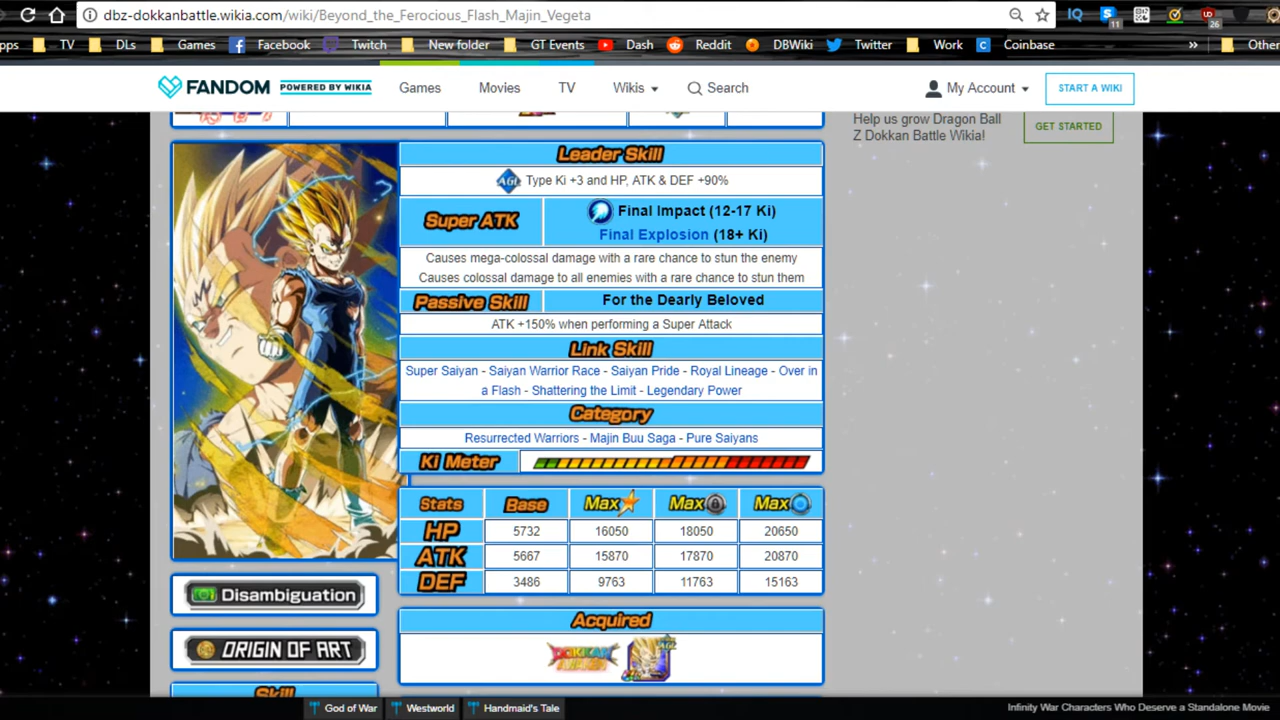 dbz-dokkanbattle.wikia.com/wiki/Beyond_the_Ferocious_Flash_Majin_Vegeta
pps TV DLs Games Facebook Twitch New folder GT Events Dash Reddit DBWiki Twitter Work Coinbase » Other
IQ 11 26
FANDOM POWERED BY WIKIA Games Movies TV Wikis Search My Account START A WIKI
Help us grow Dragon Ball
Z Dokkan Battle Wikia!
GET STARTED
Leader Skill
AGL Type Ki +3 and HP, ATK & DEF +90%
Super ATK
Final Impact (12-17 Ki)
Final Explosion (18+ Ki)
Causes mega-colossal damage with a rare chance to stun the enemy
Causes colossal damage to all enemies with a rare chance to stun them
Passive Skill For the Dearly Beloved
ATK +150% when performing a Super Attack
Link Skill
Super Saiyan - Saiyan Warrior Race - Saiyan Pride - Royal Lineage - Over in
a Flash - Shattering the Limit - Legendary Power
Category
Resurrected Warriors - Majin Buu Saga - Pure Saiyans
Ki Meter
Stats Base Max Max Max
HP 5732 16050 18050 20650
ATK 5667 15870 17870 20870
DEF 3486 9763 11763 15163
Disambiguation
Acquired
ORIGIN OF ART
DOKKAN AWAKEN AGL
Skill
God of War Westworld Handmaid's Tale Infinity War Characters Who Deserve a Standalone Movie